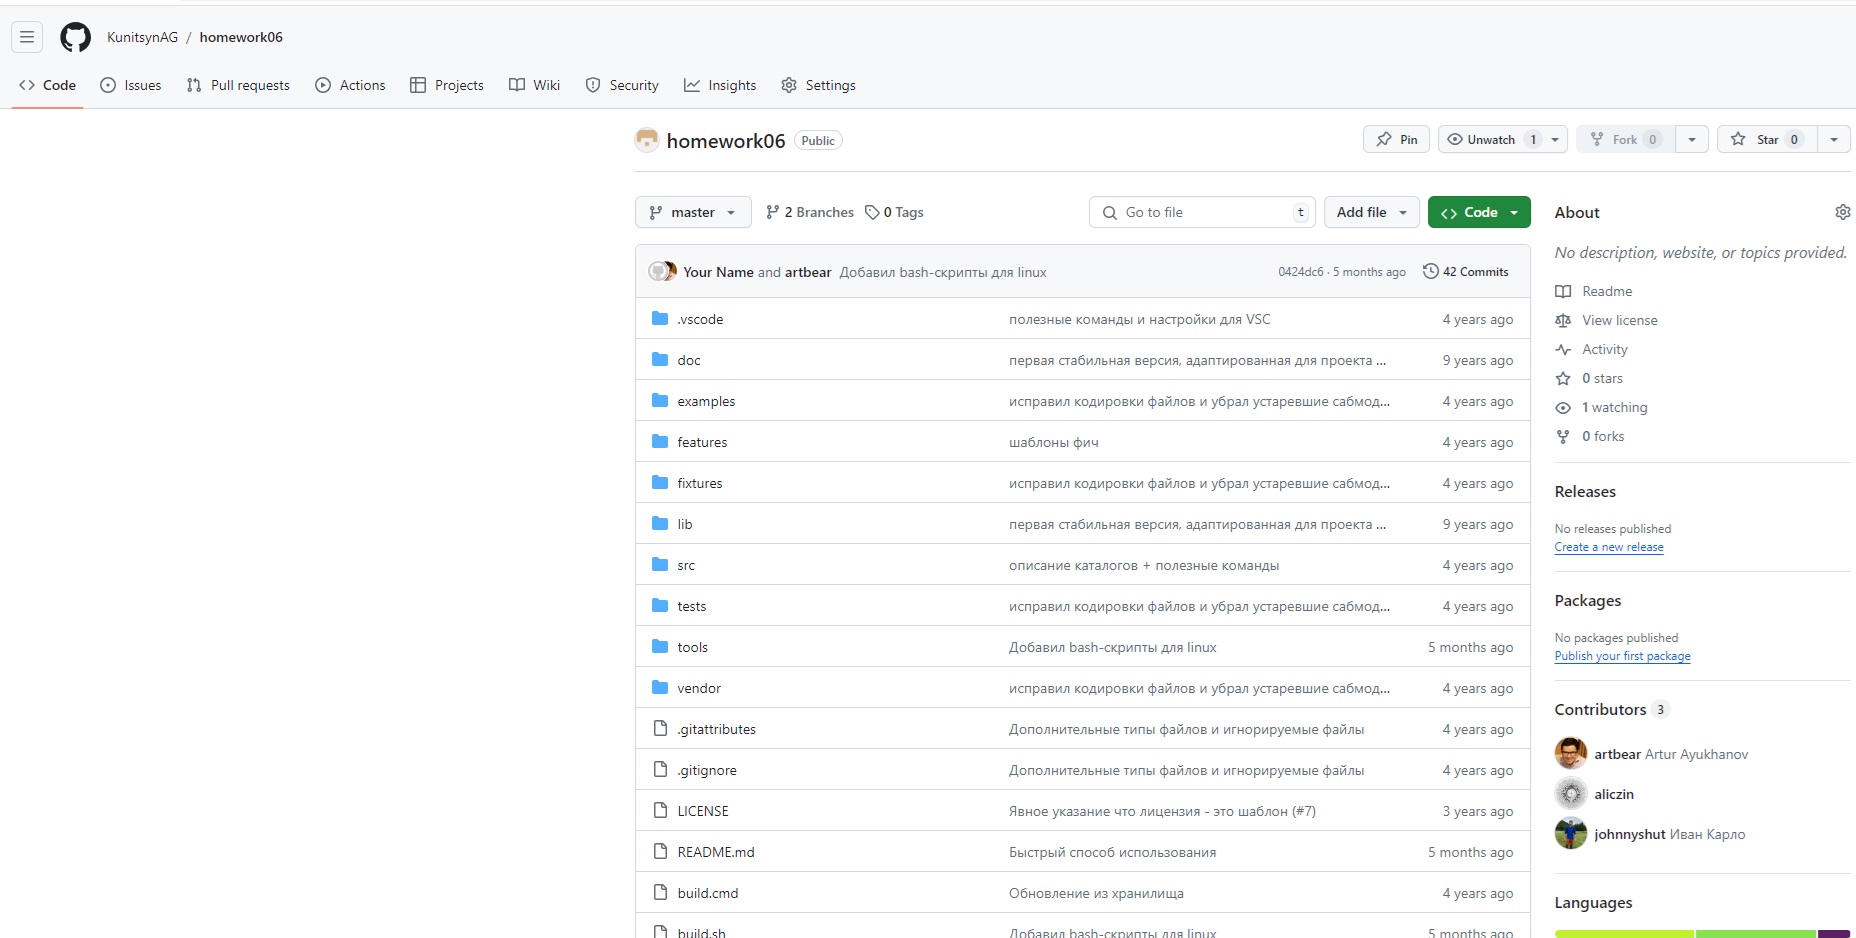 KunitsynAG / homework06
Code Issues Pull requests Actions Projects Wiki Security Insights Settings
homework06 Public
Pin Unwatch 1 Fork 0 Star 0
master 2 Branches 0 Tags Go to file t Add file Code
Your Name and artbear Добавил bash-скрипты для linux 0424dc6 · 5 months ago 42 Commits
.vscode полезные команды и настройки для VSC 4 years ago
doc первая стабильная версия, адаптированная для проекта ... 9 years ago
examples исправил кодировки файлов и убрал устаревшие сабмод... 4 years ago
features шаблоны фич 4 years ago
fixtures исправил кодировки файлов и убрал устаревшие сабмод... 4 years ago
lib первая стабильная версия, адаптированная для проекта ... 9 years ago
src описание каталогов + полезные команды 4 years ago
tests исправил кодировки файлов и убрал устаревшие сабмод... 4 years ago
tools Добавил bash-скрипты для linux 5 months ago
vendor исправил кодировки файлов и убрал устаревшие сабмод... 4 years ago
.gitattributes Дополнительные типы файлов и игнорируемые файлы 4 years ago
.gitignore Дополнительные типы файлов и игнорируемые файлы 4 years ago
LICENSE Явное указание что лицензия - это шаблон (#7) 3 years ago
README.md Быстрый способ использования 5 months ago
build.cmd Обновление из хранилища 4 years ago
build.sh Добавил bash-скрипты для linux 5 months ago
About
No description, website, or topics provided.
Readme
View license
Activity
0 stars
1 watching
0 forks
Releases
No releases published
Create a new release
Packages
No packages published
Publish your first package
Contributors 3
artbear Artur Ayukhanov
aliczin
johnnyshut Иван Карло
Languages